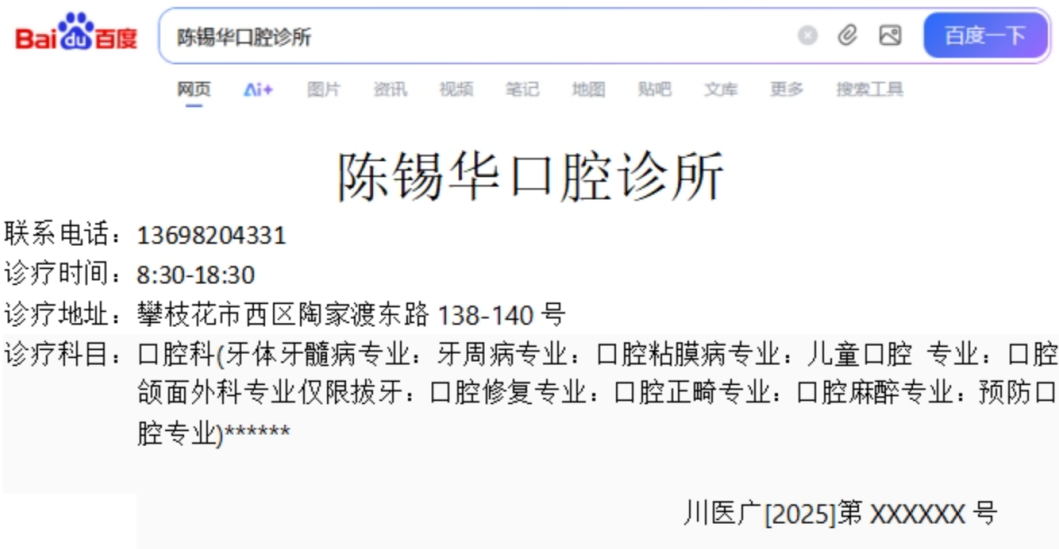 Bai du 百度 陈锡华口腔诊所 百度一下
网页 Ai+ 图片 资讯 视频 笔记 地图 贴吧 文库 更多 搜索工具
陈锡华口腔诊所
联系电话：13698204331
诊疗时间：8:30-18:30
诊疗地址：攀枝花市西区陶家渡东路 138-140 号
诊疗科目：口腔科(牙体牙髓病专业；牙周病专业；口腔粘膜病专业；儿童口腔 专业；口腔
颌面外科专业仅限拔牙；口腔修复专业；口腔正畸专业；口腔麻醉专业；预防口
腔专业)******
川医广[2025]第 XXXXXX 号